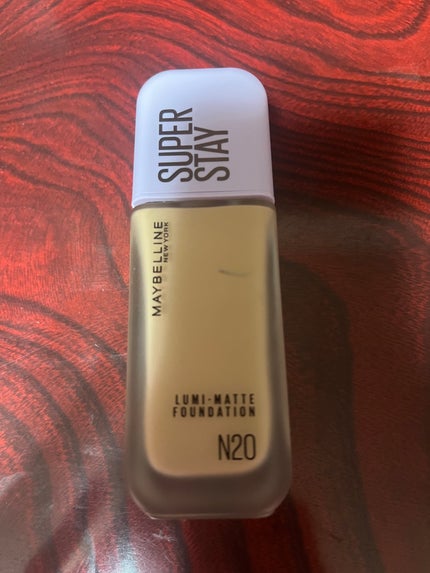 SUPER
STAY
MAYBELLINE
NEW YORK
LUMI-MATTE
FOUNDATION
N20